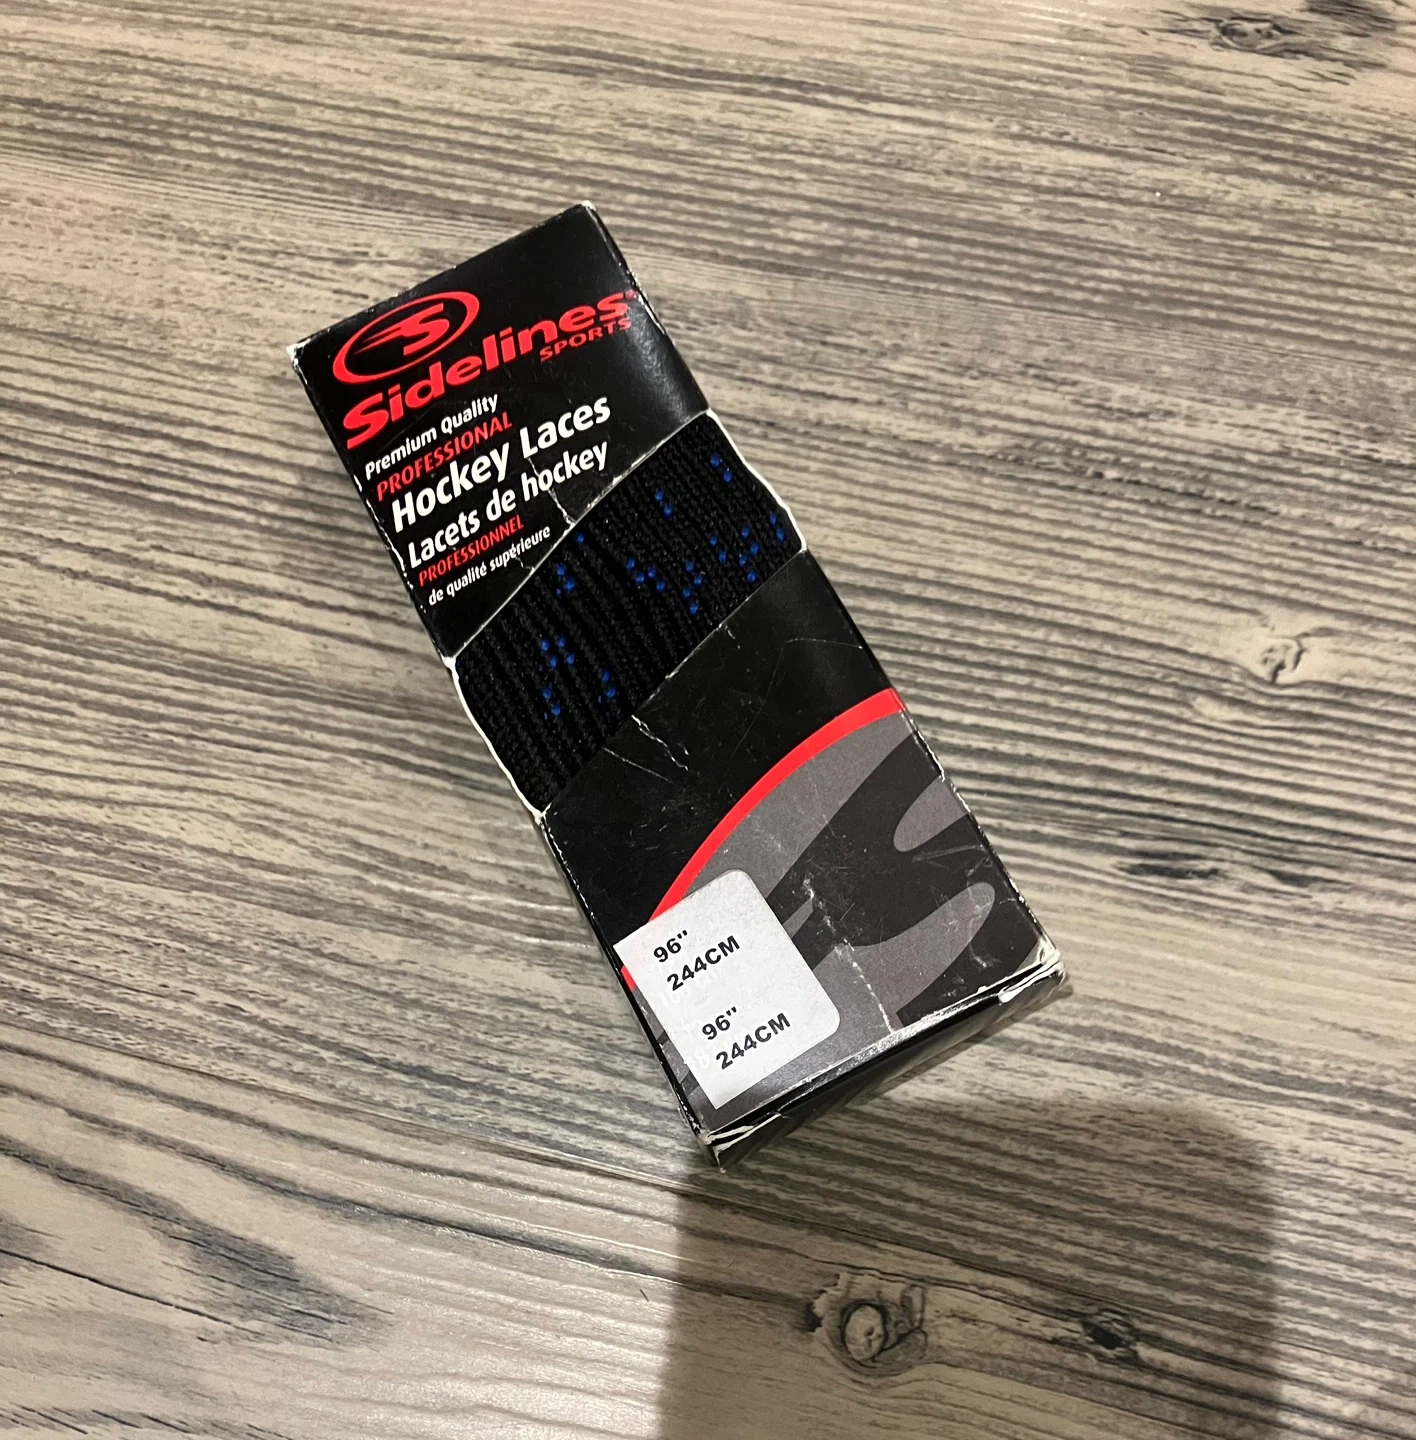 S
Sidelines
SPORTS
Premium Quality
PROFESSIONAL
Hockey Laces
Lacets de hockey
PROFESSIONNEL
de qualité supérieure
96"
244CM
96"
244CM